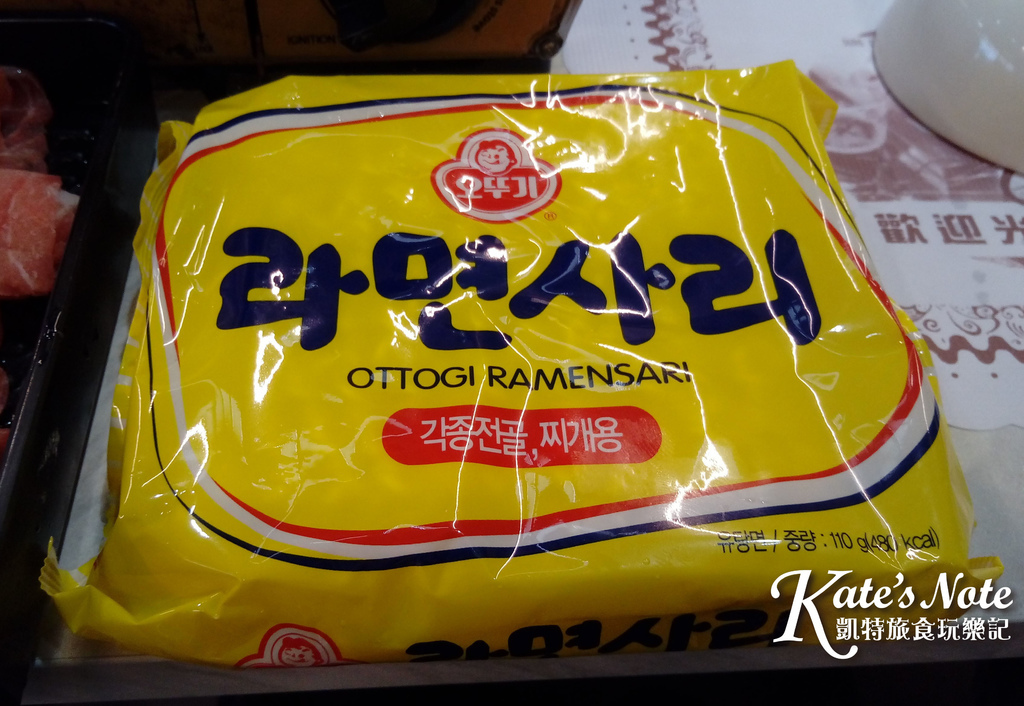 IGNITION
오뚜기
®
라면사리
OTTOGI RAMENSARI
각종전골, 찌개용
유탕면 / 중량 : 110 g(480 kcal)
라면사리
歡迎光
Kate's Note
凱特旅食玩樂記